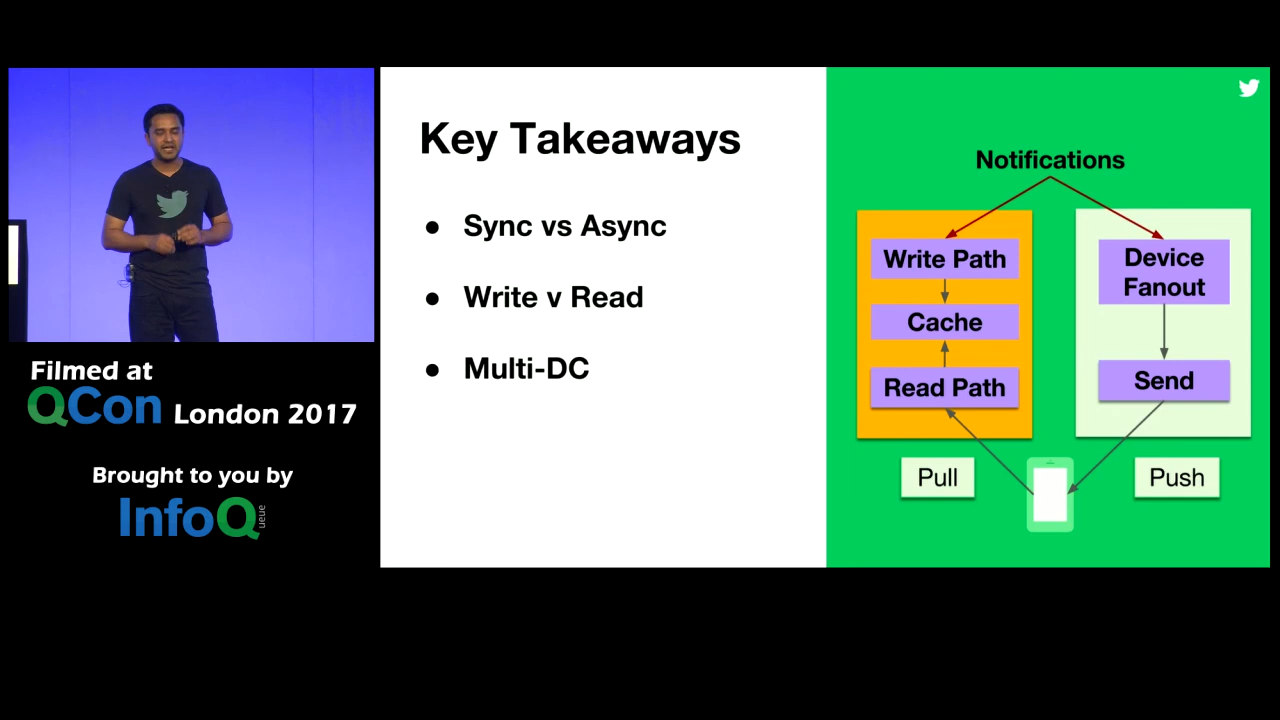 Filmed at
QCon London 2017
Brought to you by
InfoQ
ueue
Key Takeaways
● Sync vs Async
● Write v Read
● Multi-DC
Notifications
Write Path
Cache
Read Path
Pull
Device
Fanout
Send
Push